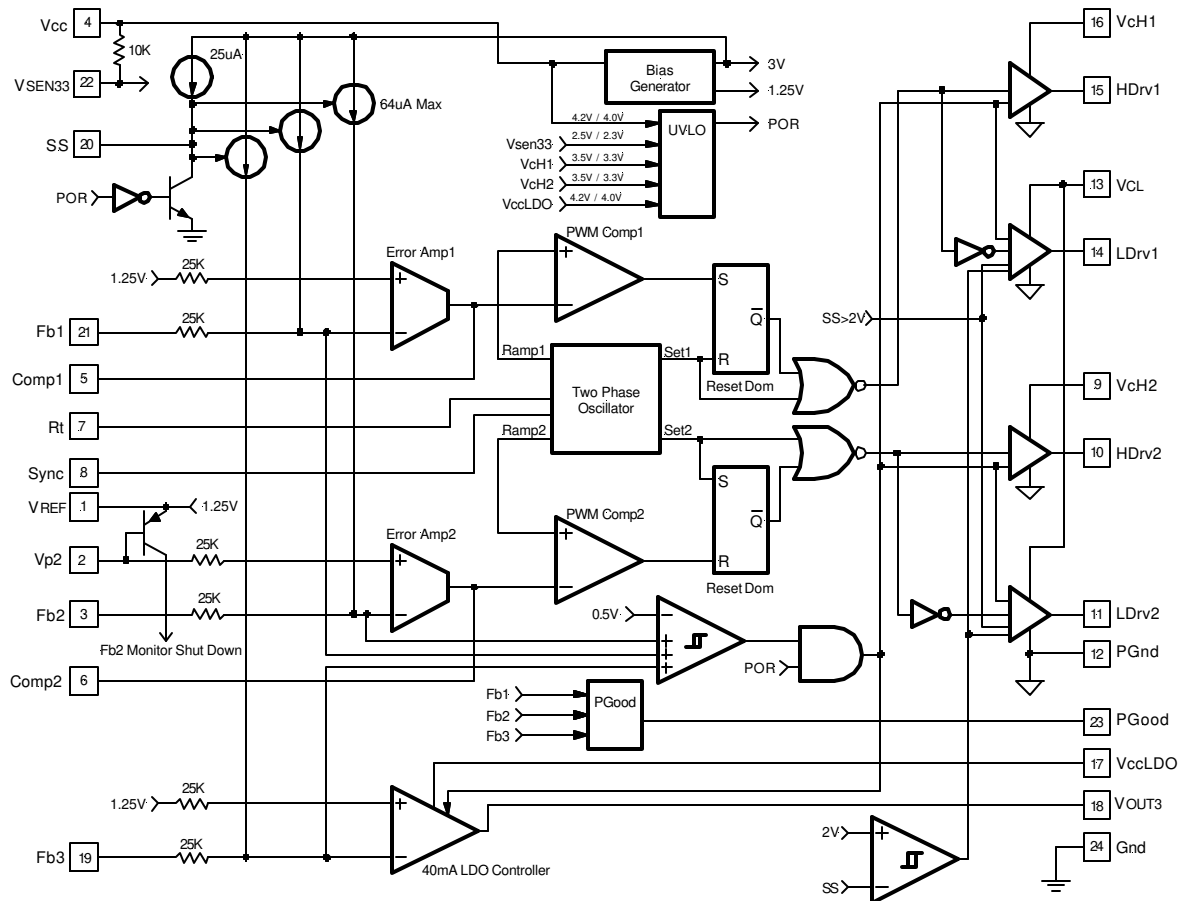 Vcc
4
10K
VSEN33
22
25uA
64uA Max
SS
20
POR
Bias
Generator
3V
1.25V
4.2V / 4.0V
UVLO
POR
Vsen33
2.5V / 2.3V
VcH1
3.5V / 3.3V
VcH2
3.5V / 3.3V
VccLDO
4.2V / 4.0V
16
VcH1
15
HDrv1
13
VCL
14
LDrv1
1.25V
25K
Error Amp1
PWM Comp1
Fb1
21
25K
S
Q
R
Reset Dom
SS>2V
Comp1
5
Ramp1
Set1
Two Phase
Oscillator
Rt
7
Ramp2
Set2
9
VcH2
10
HDrv2
Sync
8
VREF
1
1.25V
Vp2
2
25K
Error Amp2
PWM Comp2
S
Q
R
Reset Dom
Fb2
3
25K
0.5V
Fb2 Monitor Shut Down
11
LDrv2
12
PGnd
POR
Comp2
6
Fb1
Fb2
Fb3
PGood
23
PGood
17
VccLDO
18
VOUT3
1.25V
25K
Fb3
19
25K
40mA LDO Controller
2V
SS
24
Gnd